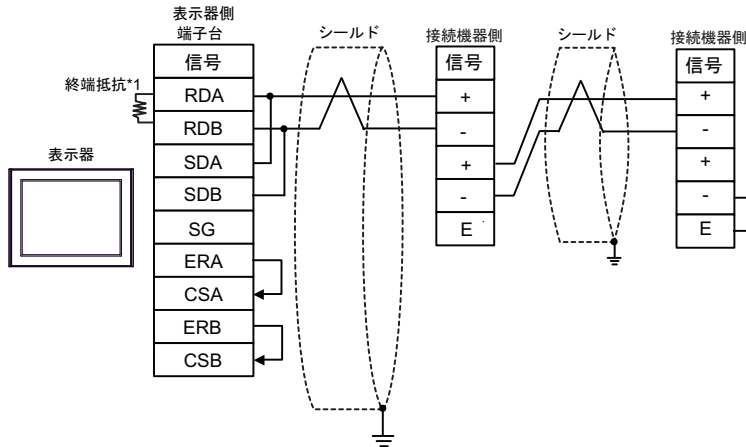 表示器側
端子台
シールド
接続機器側
シールド
接続機器側
終端抵抗*1
表示器
信号
RDA
RDB
SDA
SDB
SG
ERA
CSA
ERB
CSB
信号
+
-
+
-
E
信号
+
-
+
-
E